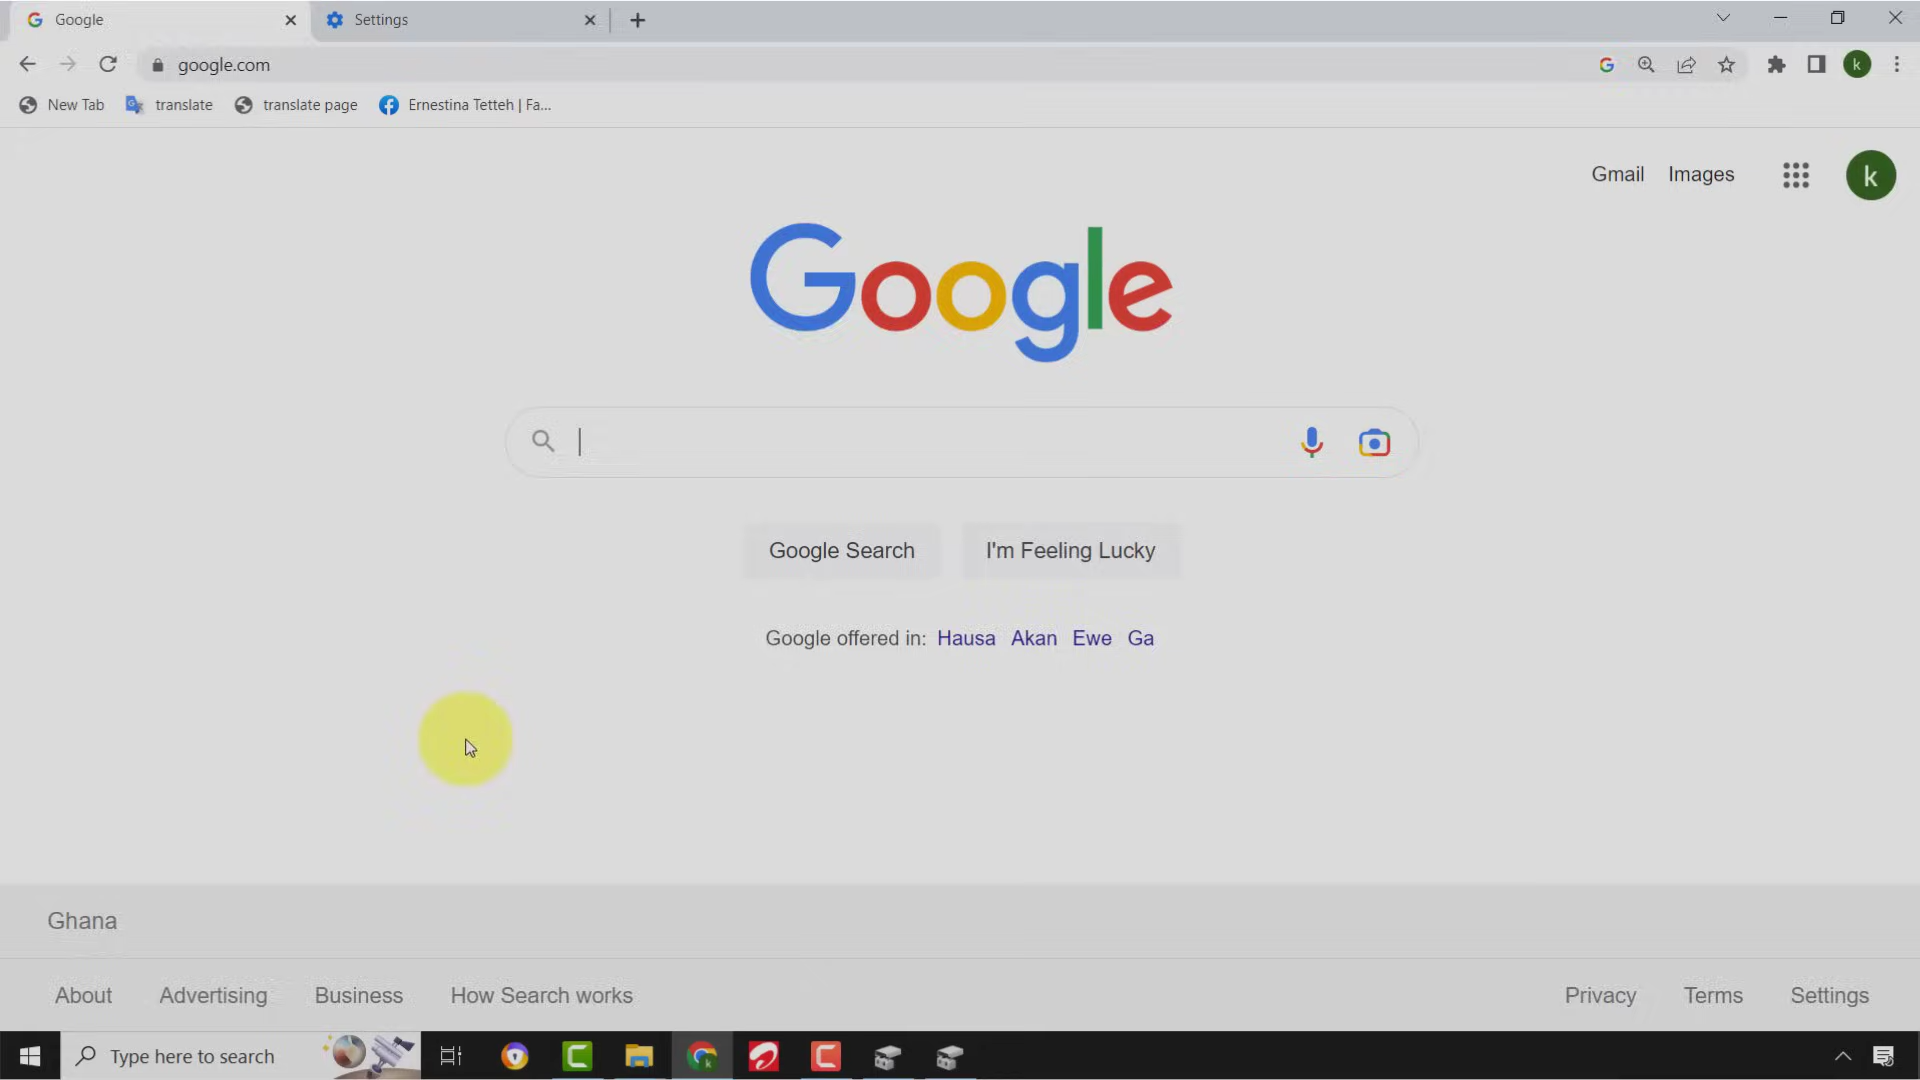 Google
Settings
google.com
k
New Tab
translate
translate page
Ernestina Tetteh | Fa...
Gmail
Images
k
Google
Google Search
I'm Feeling Lucky
Google offered in: Hausa Akan Ewe Ga
Ghana
About
Advertising
Business
How Search works
Privacy
Terms
Settings
Type here to search